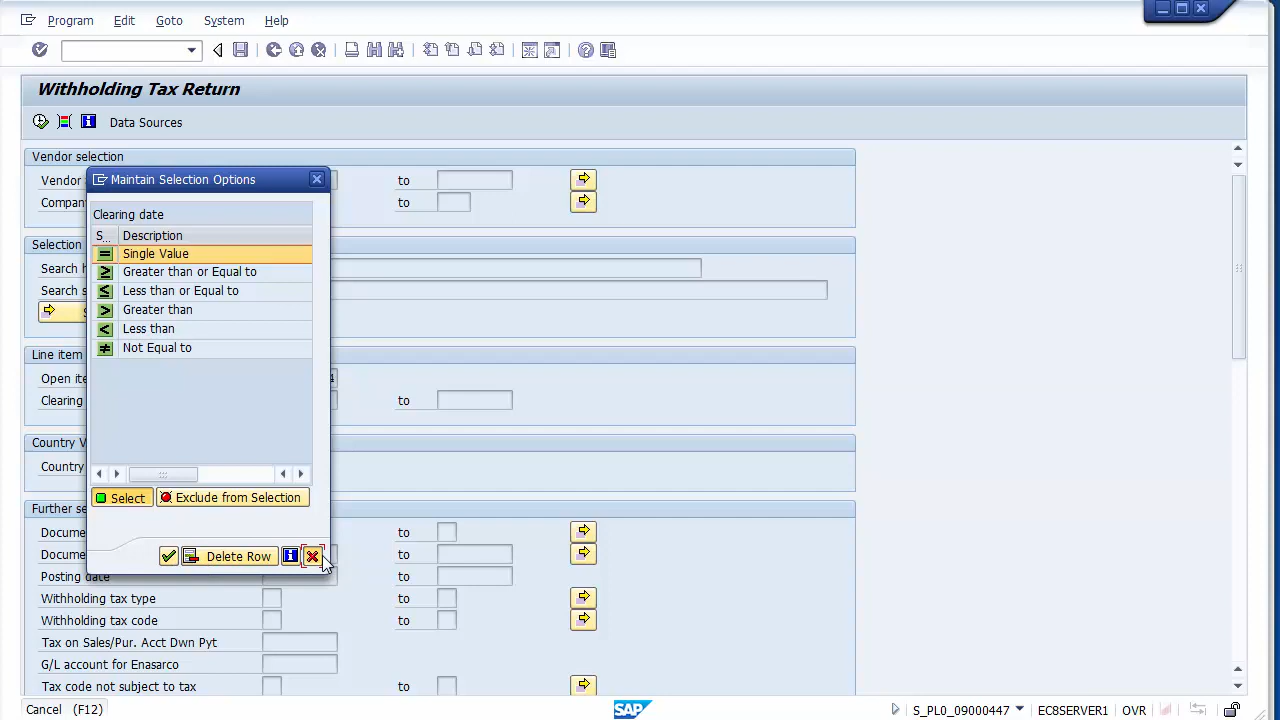 Program Edit Goto System Help
Withholding Tax Return
Data Sources
Vendor selection
Vendor to
Maintain Selection Options
to
Clearing date
S... Description
Single Value
Greater than or Equal to
Less than or Equal to
Greater than
Less than
Not Equal to
Selection
Search
Search s
Line item
Open ite
Clearing to
Country V
Country
Select Exclude from Selection
Further se
Docume to
Delete Row
Docume to
Posting date to
Withholding tax type to
Withholding tax code to
Tax on Sales/Pur. Acct Dwn Pyt
G/L account for Enasarco
Tax code not subject to tax to
Cancel (F12) SAP S_PL0_09000447 ECSERVER1 OVR